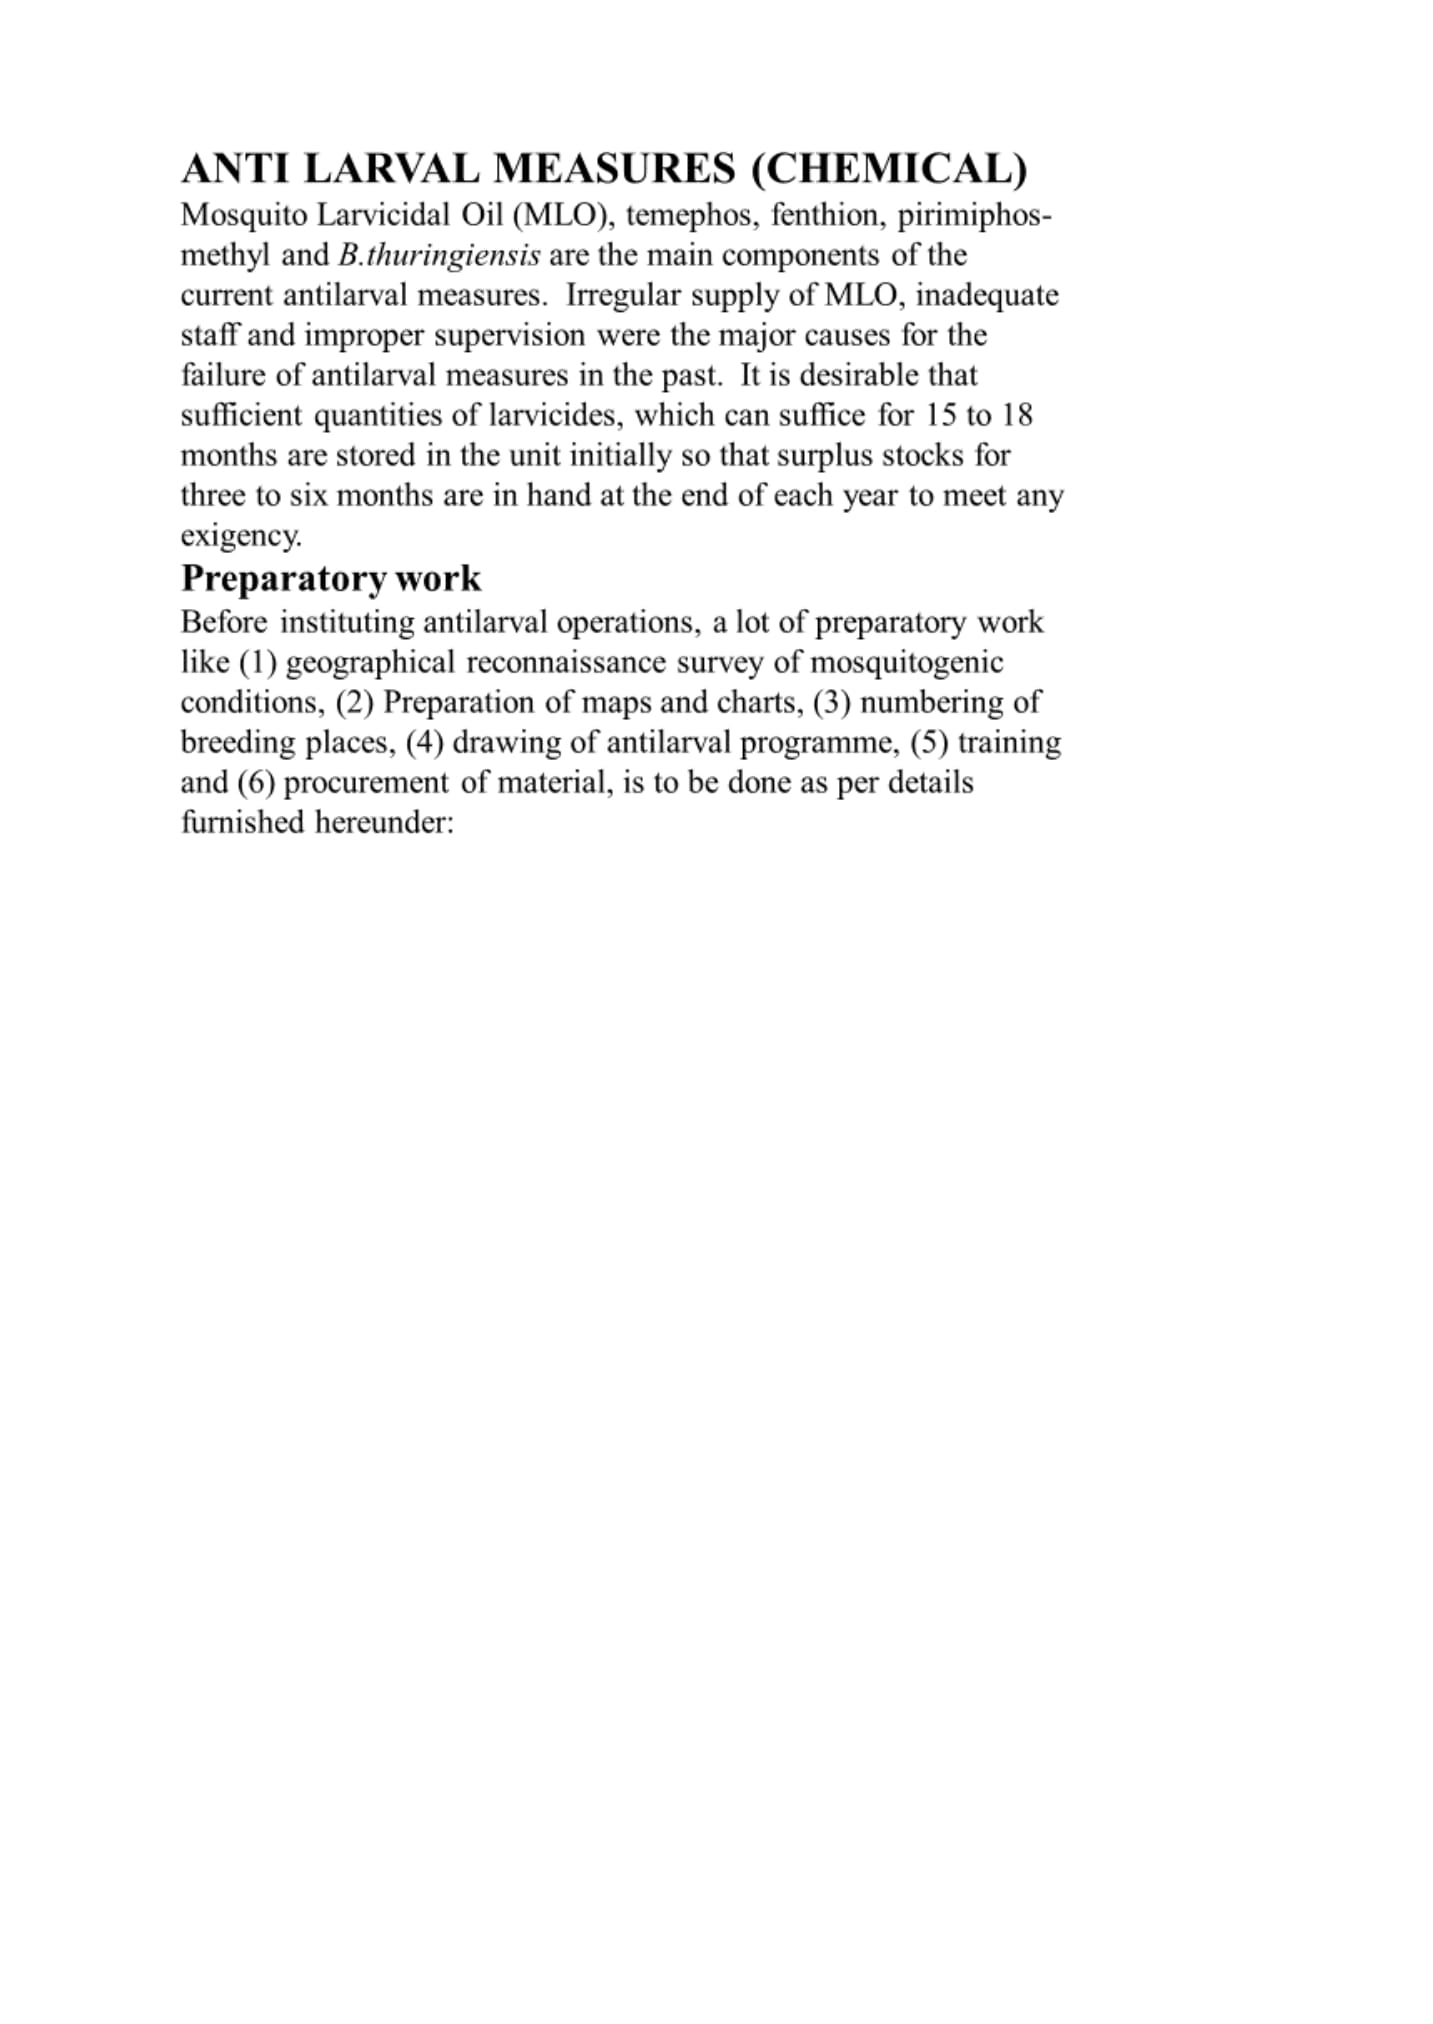 ANTI LARVAL MEASURES (CHEMICAL)
Mosquito Larvicidal Oil (MLO), temephos, fenthion, pirimiphos-
methyl and B.thuringiensis are the main components of the
current antilarval measures.  Irregular supply of MLO, inadequate
staff and improper supervision were the major causes for the
failure of antilarval measures in the past.  It is desirable that
sufficient quantities of larvicides, which can suffice for 15 to 18
months are stored in the unit initially so that surplus stocks for
three to six months are in hand at the end of each year to meet any
exigency.
Preparatory work
Before instituting antilarval operations, a lot of preparatory work
like (1) geographical reconnaissance survey of mosquitogenic
conditions, (2) Preparation of maps and charts, (3) numbering of
breeding places, (4) drawing of antilarval programme, (5) training
and (6) procurement of material, is to be done as per details
furnished hereunder: